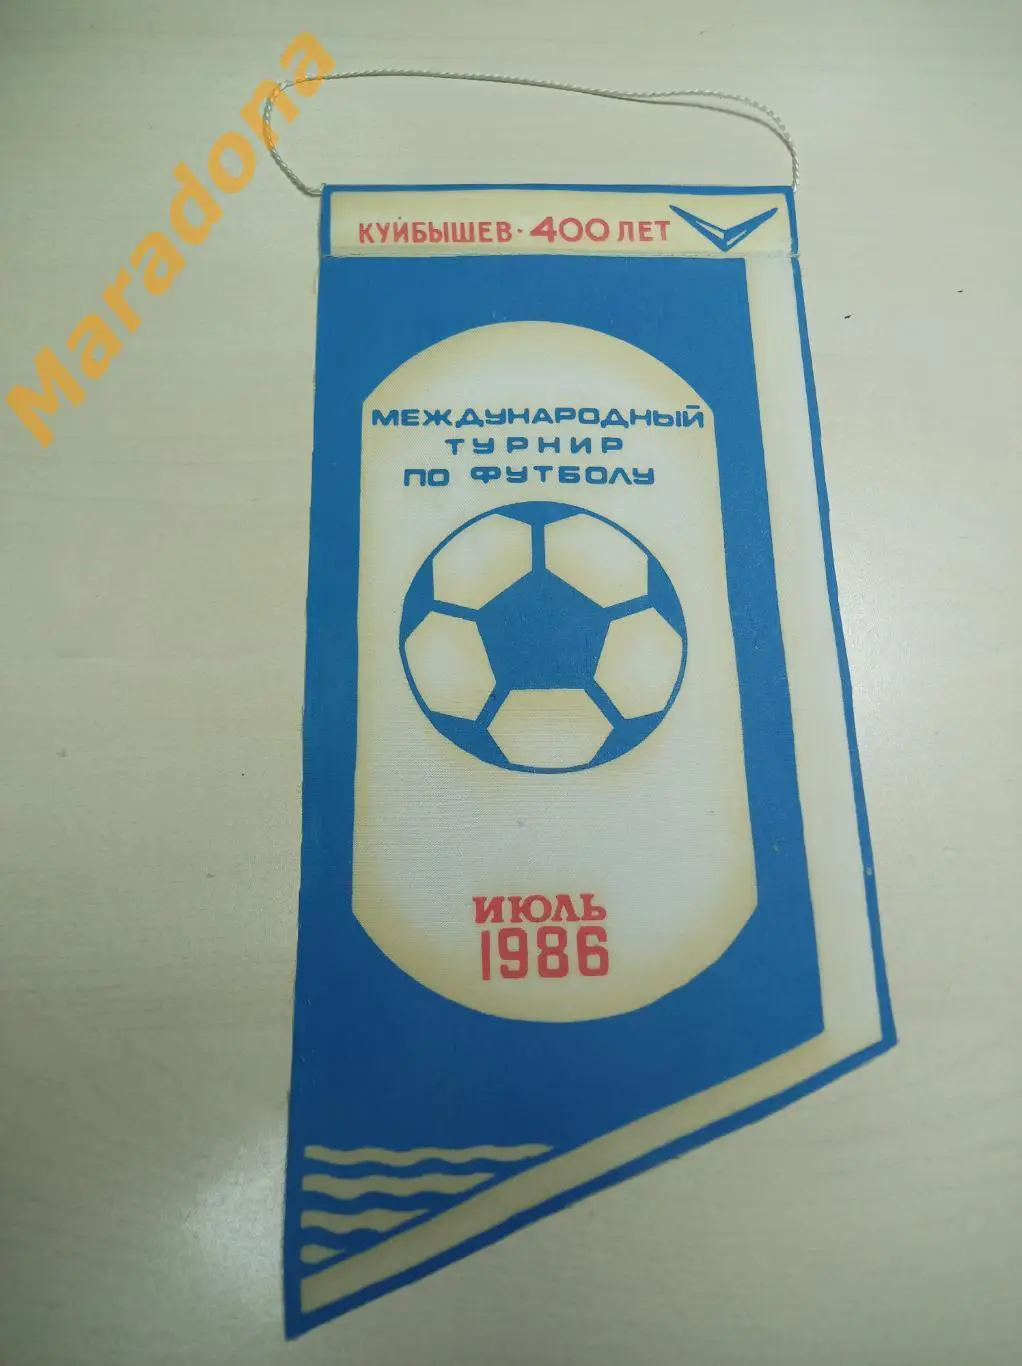 Maradona
КУЙБЫШЕВ · 400 ЛЕТ
МЕЖДУНАРОДНЫЙ
ТУРНИР
ПО ФУТБОЛУ
ИЮЛЬ
1986